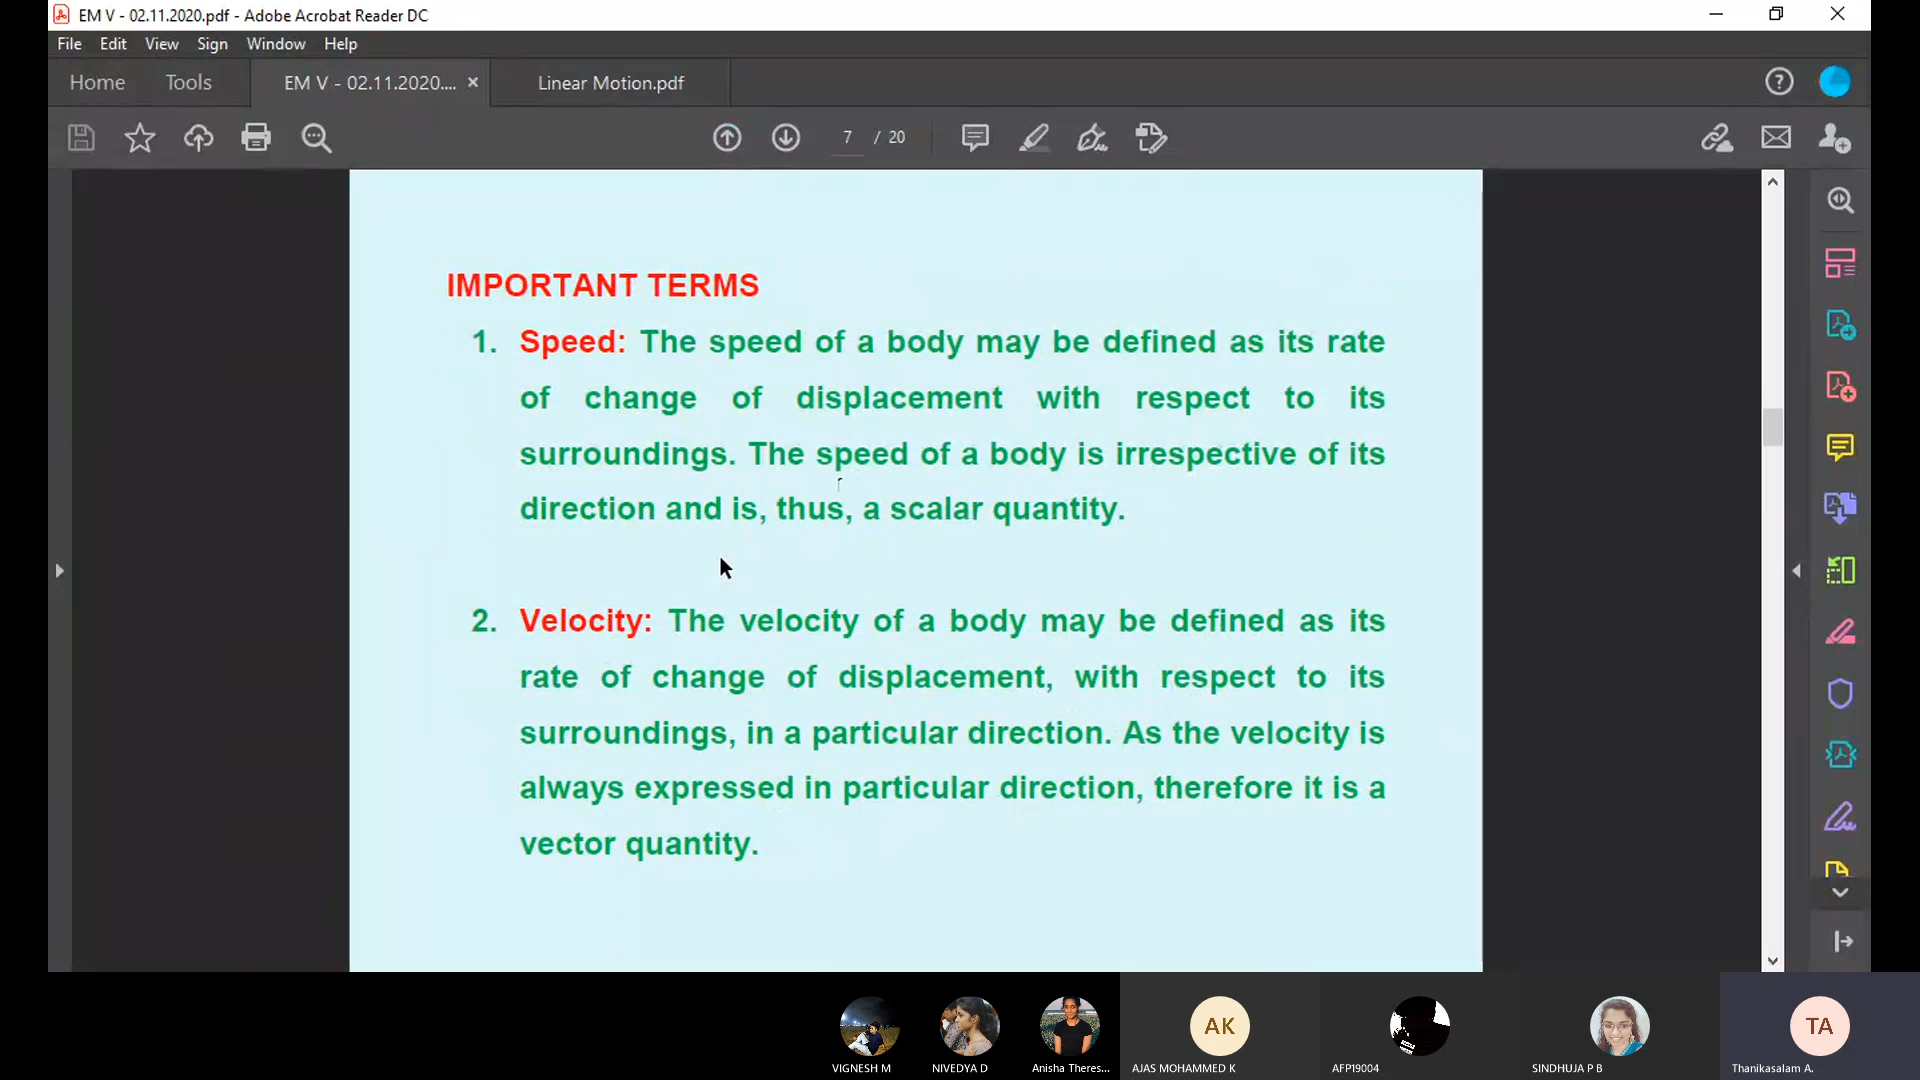 EM V - 02.11.2020.pdf - Adobe Acrobat Reader DC
File Edit View Sign Window Help
Home Tools EM V - 02.11.2020.... × Linear Motion.pdf
7 / 20
IMPORTANT TERMS
1. Speed: The speed of a body may be defined as its rate
of change of displacement with respect to its
surroundings. The speed of a body is irrespective of its
direction and is, thus, a scalar quantity.
2. Velocity: The velocity of a body may be defined as its
rate of change of displacement, with respect to its
surroundings, in a particular direction. As the velocity is
always expressed in particular direction, therefore it is a
vector quantity.
AK TA
VIGNESH M NIVEDYA D Anisha Theres... AJAS MOHAMMED K AFP19004 SINDHUJA P B Thanikasalam A.